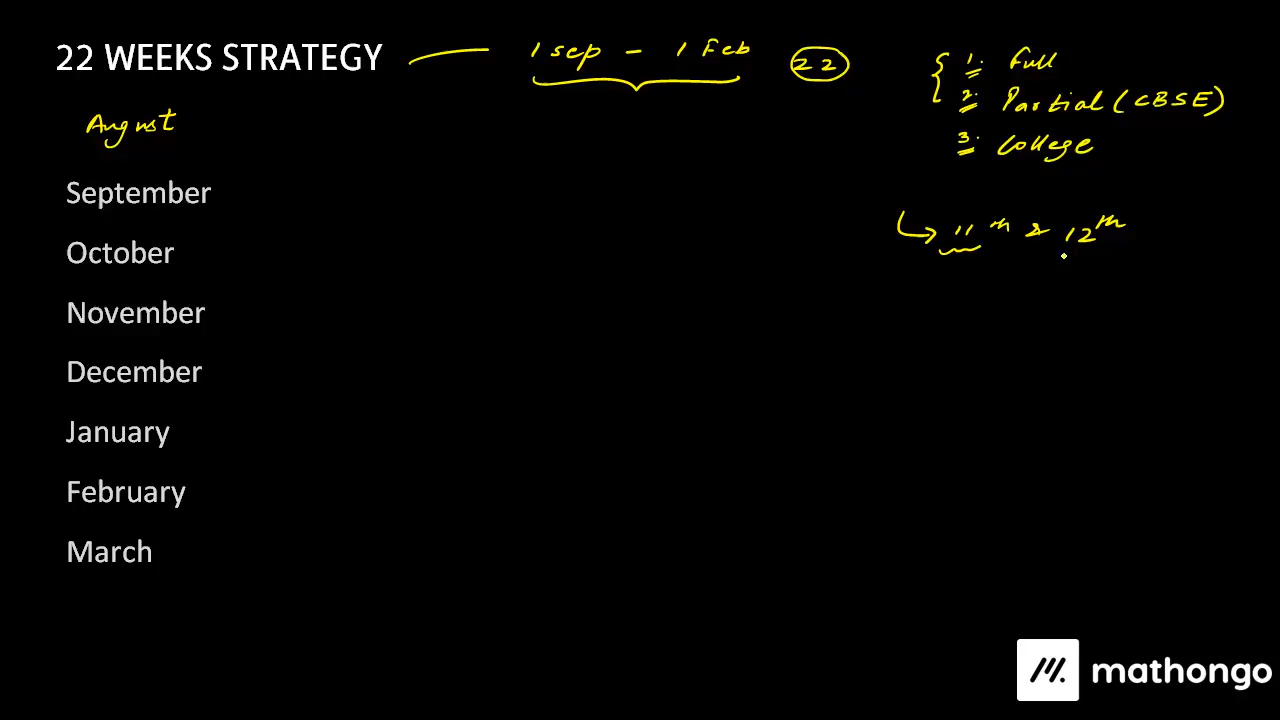 22 WEEKS STRATEGY — 1 Sep - 1 Feb 22
1. Full
2. Partial (CBSE)
3. College
August
September
↳ 11th & 12th
October
November
December
January
February
March
mathongo